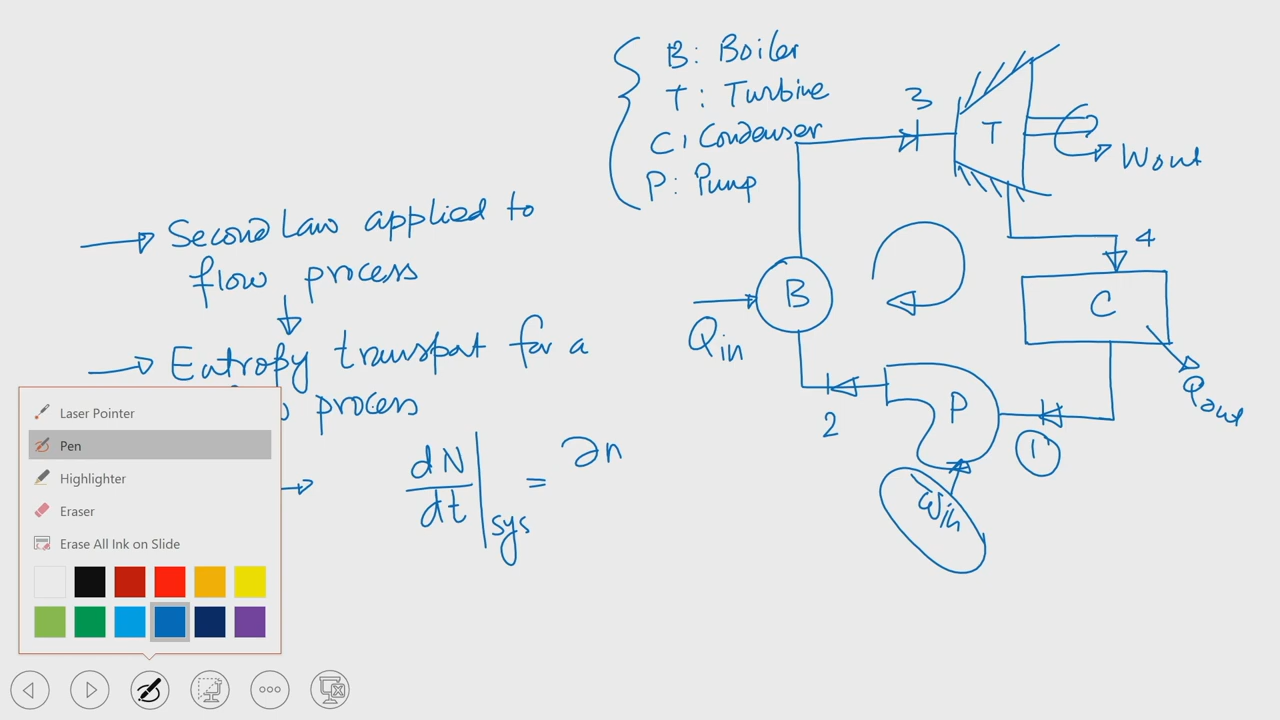 B: Boiler
T: Turbine
C: Condenser
P: Pump
→ Second Law applied to
flow process
→ Entropy transport for a
process
dN/dt|sys = ∂n
3
T
Wout
4
C
Qout
B
Qin
2
P
1
Win
Laser Pointer
Pen
Highlighter
Eraser
Erase All Ink on Slide